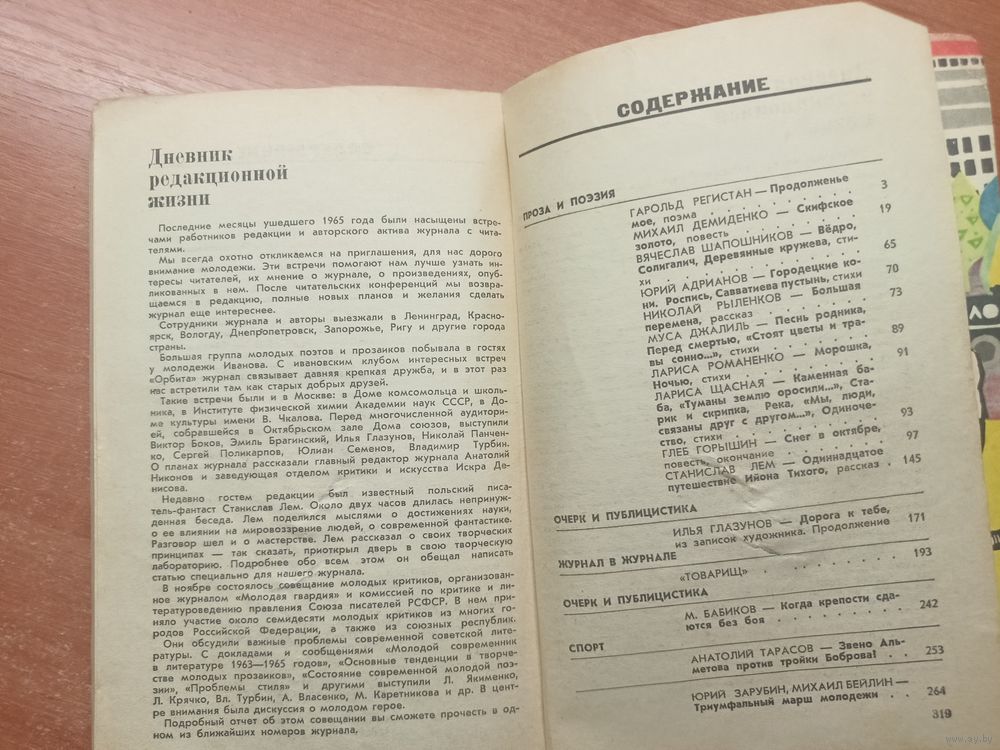 Дневник
редакционной
жизни
Последние месяцы ушедшего 1965 года были насыщены встре-
чами работников редакции и авторского актива журнала с чита-
телями.
Мы всегда охотно откликаемся на приглашения, для нас дорого
внимание молодежи. Эти встречи помогают нам лучше узнать ин-
тересы читателей, их мнение о журнале, о произведениях, опуб-
ликованных в нем. После читательских конференций мы возвра-
щаемся в редакцию, полные новых планов и желания сделать
журнал еще интереснее.
Сотрудники журнала и авторы выезжали в Ленинград, Красно-
ярск, Вологду, Днепропетровск, Запорожье, Ригу и другие города
страны.
Большая группа молодых поэтов и прозаиков побывала в гостях
у молодежи Иванова. С ивановским клубом интересных встреч
«Орбита» журнал связывает давняя крепкая дружба, и в этот раз
нас встретили там как старых добрых друзей.
Такие встречи были и в Москве: в Доме комсомольца и школь-
ника, в Институте физической химии Академии наук СССР, в До-
ме культуры имени В. Чкалова. Перед многочисленной аудитори-
ей, собравшейся в Октябрьском зале Дома союзов, выступили
Виктор Боков, Эмиль Брагинский, Илья Глазунов, Николай Панчен-
ко, Сергей Поликарпов, Юлиан Семенов, Владимир Турбин.
О планах журнала рассказали главный редактор журнала Анатолий
Никонов и заведующая отделом критики и искусства Искра Де-
нисова.
Недавно гостем редакции был известный польский писа-
тель-фантаст Станислав Лем. Около двух часов длилась непринуж-
денная беседа. Лем поделился мыслями о достижениях науки,
о ее влиянии на мировоззрение людей, о современной фантастике.
Разговор шел и о мастерстве. Лем рассказал о своих творческих
принципах — так сказать, приоткрыл дверь в свою творческую
лабораторию. Подробнее обо всем этом он обещал написать
статью специально для нашего журнала.
В ноябре состоялось совещание молодых критиков, организован-
ное журналом «Молодая гвардия» и комиссией по критике и ли-
тературоведению правления Союза писателей РСФСР. В нем при-
няло участие около семидесяти молодых критиков из многих го-
родов Российской Федерации, а также из союзных республик.
Они обсудили важные проблемы современной советской лите-
ратуры. С докладами и сообщениями «Молодой современник
в литературе 1963—1965 годов», «Основные тенденции в творче-
стве молодых прозаиков», «Состояние современной молодой поэ-
зии», «Проблемы стиля» и другими выступили Л. Якименко,
Л. Крячко, Вл. Турбин, А. Власенко, М. Каретникова и др. В цент-
ре внимания была дискуссия о молодом герое.
Подробный отчет об этом совещании вы сможете прочесть в од-
ном из ближайших номеров журнала.
СОДЕРЖАНИЕ
ПРОЗА И ПОЭЗИЯ
ГАРОЛЬД РЕГИСТАН — Продолженье
мое, поэма . . . . . . . . 3
МИХАИЛ ДЕМИДЕНКО — Скифское
золото, повесть . . . . . . . 19
ВЯЧЕСЛАВ ШАПОШНИКОВ — Вёдро,
Солигалич, Деревянные кружева, сти-
хи . . . . . . . . . . 65
ЮРИЙ АДРИАНОВ — Городецкие ко-
ни. Роспись, Савватиева пустынь, стихи 70
НИКОЛАЙ РЫЛЕНКОВ — Большая
перемена, рассказ . . . . . . 73
МУСА ДЖАЛИЛЬ — Песнь родника,
Перед смертью, «Стоят цветы и тра-
вы сонно...», стихи . . . . . . 89
ЛАРИСА РОМАНЕНКО — Морошка,
Ночью, стихи . . . . . . . 91
ЛАРИСА ЩАСНАЯ — Каменная ба-
ба, «Туманы землю оросили...», Ста-
рик и скрипка, Река, «Мы, люди,
связаны друг с другом...», Одиноче-
ство, стихи . . . . . . . . 93
ГЛЕБ ГОРЫШИН — Снег в октябре,
повесть, окончание . . . . . . 97
СТАНИСЛАВ ЛЕМ — Одиннадцатое
путешествие Ийона Тихого, рассказ . 145
ОЧЕРК И ПУБЛИЦИСТИКА
ИЛЬЯ ГЛАЗУНОВ — Дорога к тебе,
из записок художника. Продолжение 171
ЖУРНАЛ В ЖУРНАЛЕ
«ТОВАРИЩ» . . . . . . . 193
ОЧЕРК И ПУБЛИЦИСТИКА
М. БАБИКОВ — Когда крепости сда-
ются без боя . . . . . . . 242
СПОРТ
АНАТОЛИЙ ТАРАСОВ — Звено Аль-
метова против тройки Боброва! . . 253
ЮРИЙ ЗАРУБИН, МИХАИЛ БЕЙЛИН —
Триумфальный марш молодежи . . 264
319
ЛО
www.ay.by